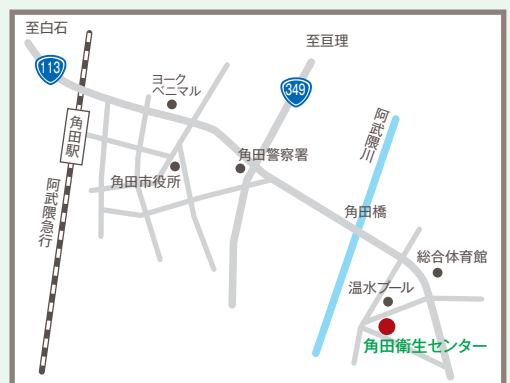 至白石
113
至亘理
349
ヨーク
ベニマル
角田駅
阿武隈川
角田警察署
角田市役所
阿武隈急行
角田橋
総合体育館
温水プール
角田衛生センター